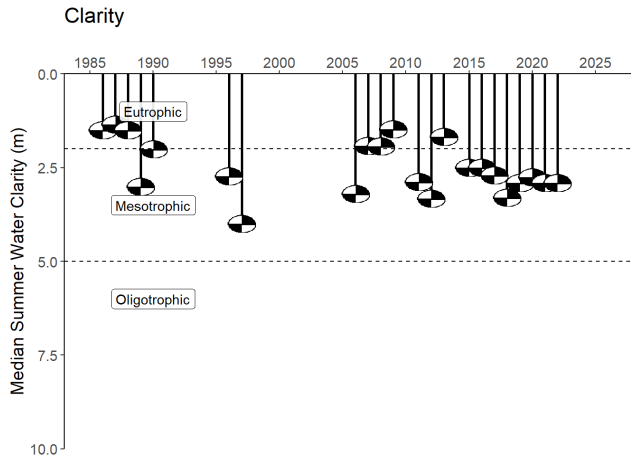 Clarity
1985 1990 1995 2000 2005 2010 2015 2020 2025
0.0
Eutrophic
2.5
Mesotrophic
5.0
Oligotrophic
7.5
10.0
Median Summer Water Clarity (m)